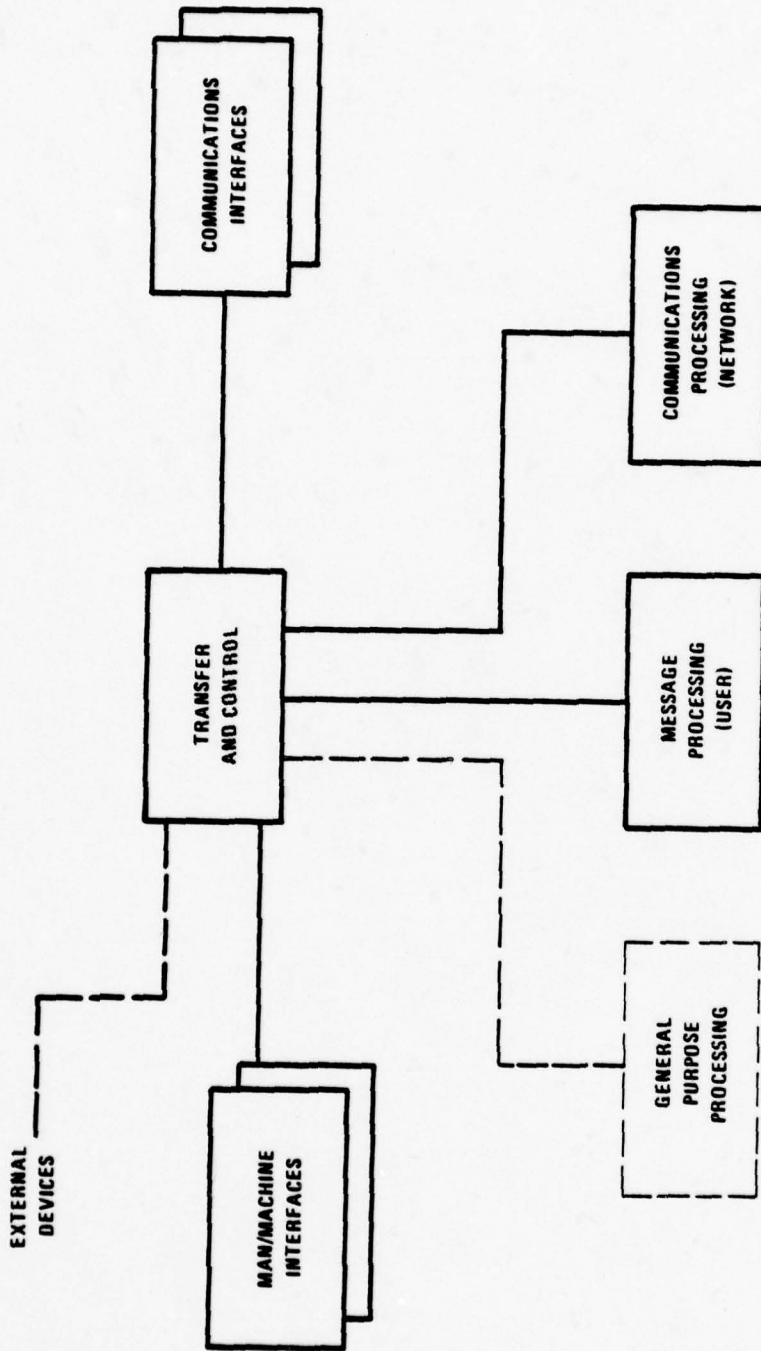 EXTERNAL
DEVICES
MAN/MACHINE
INTERFACES
TRANSFER
AND CONTROL
COMMUNICATIONS
INTERFACES
GENERAL
PURPOSE
PROCESSING
MESSAGE
PROCESSING
(USER)
COMMUNICATIONS
PROCESSING
(NETWORK)